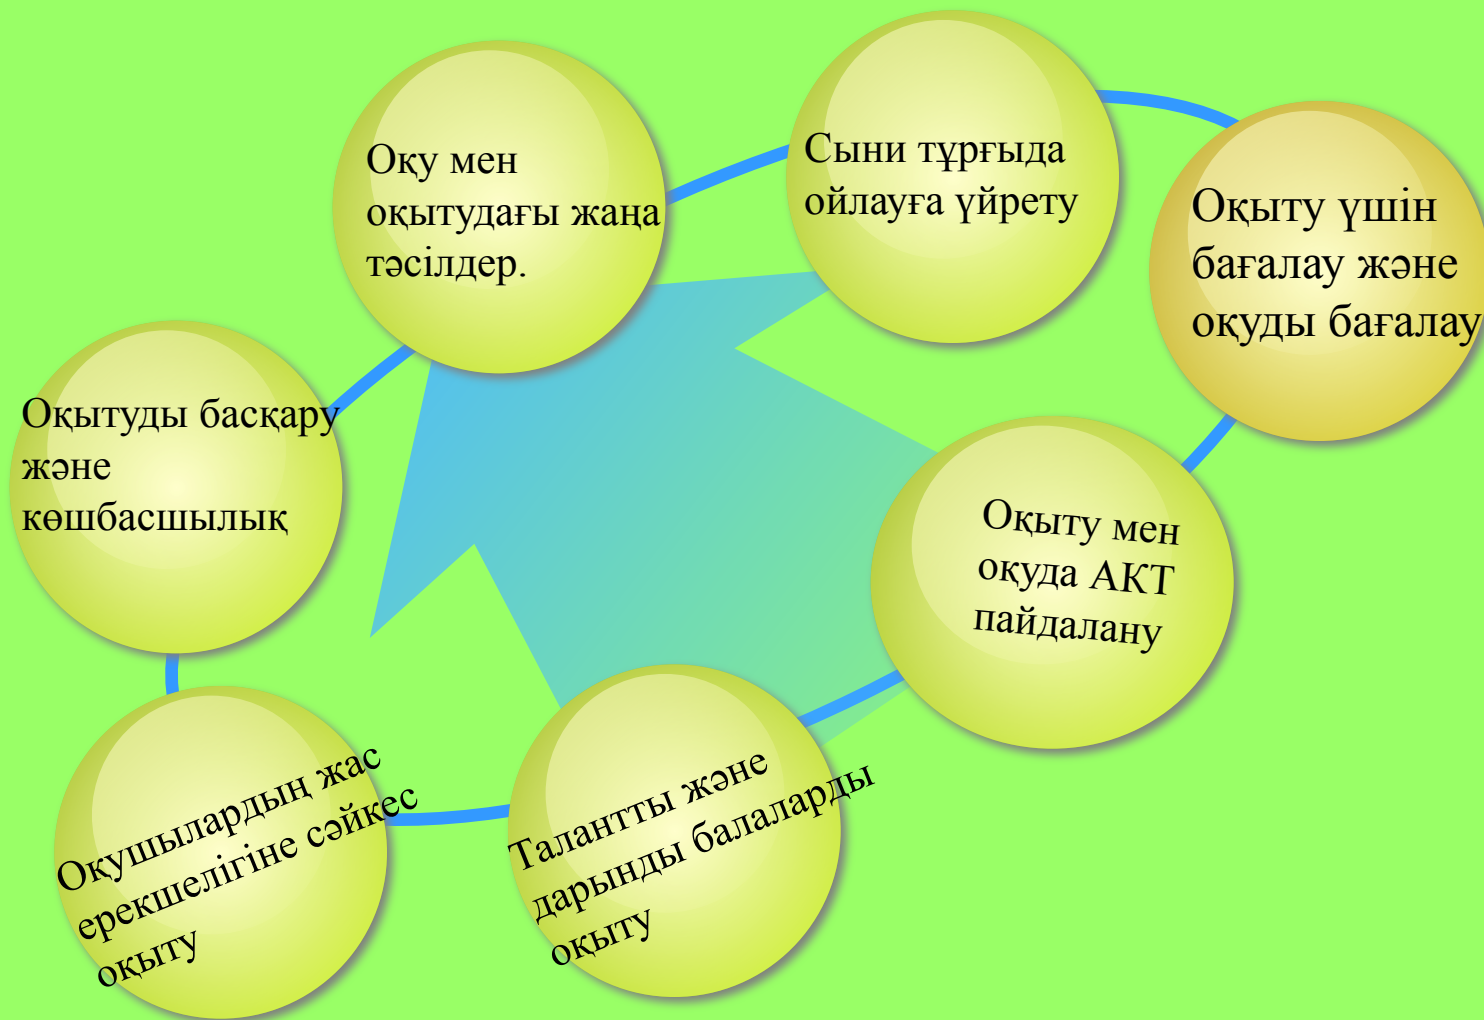 Оқу мен
оқытудағы жаңа
тәсілдер.
Сыни тұрғыда
ойлауға үйрету
Оқыту үшін
бағалау және
оқуды бағалау
Оқытуды басқару
және
көшбасшылық
Оқыту мен
оқуда АКТ
пайдалану
Оқушылардың жас
ерекшелігіне сәйкес
оқыту
Талантты және
дарынды балаларды
оқыту